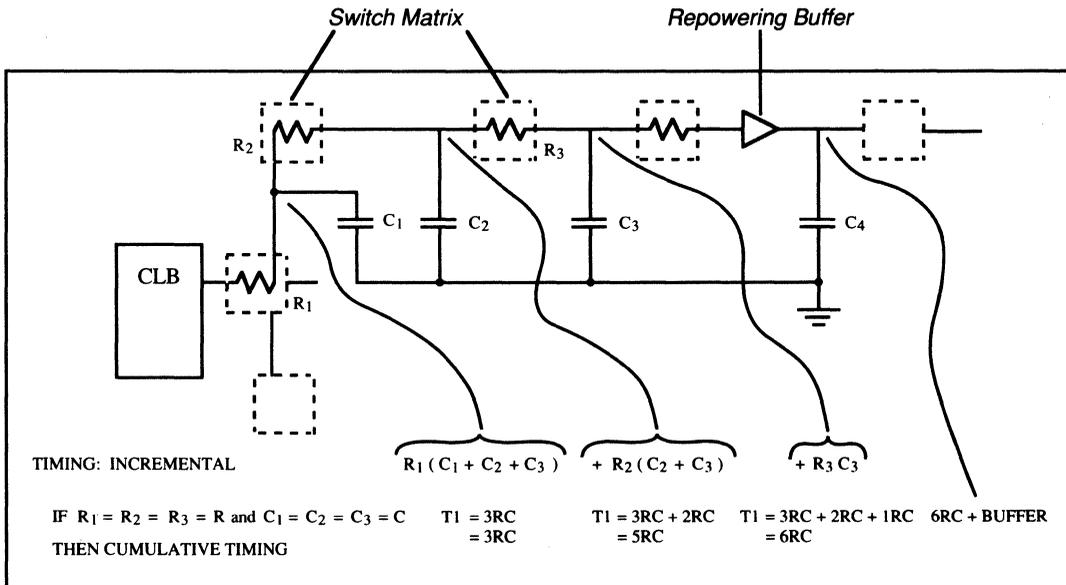 Switch Matrix
Repowering Buffer
R2
R3
C1
C2
C3
C4
CLB
R1
TIMING: INCREMENTAL
R1 ( C1 + C2 + C3 )
+ R2 ( C2 + C3 )
+ R3 C3
IF R1 = R2 = R3 = R and C1 = C2 = C3 = C
THEN CUMULATIVE TIMING
T1 = 3RC
= 3RC
T1 = 3RC + 2RC
= 5RC
T1 = 3RC + 2RC + 1RC
= 6RC
6RC + BUFFER